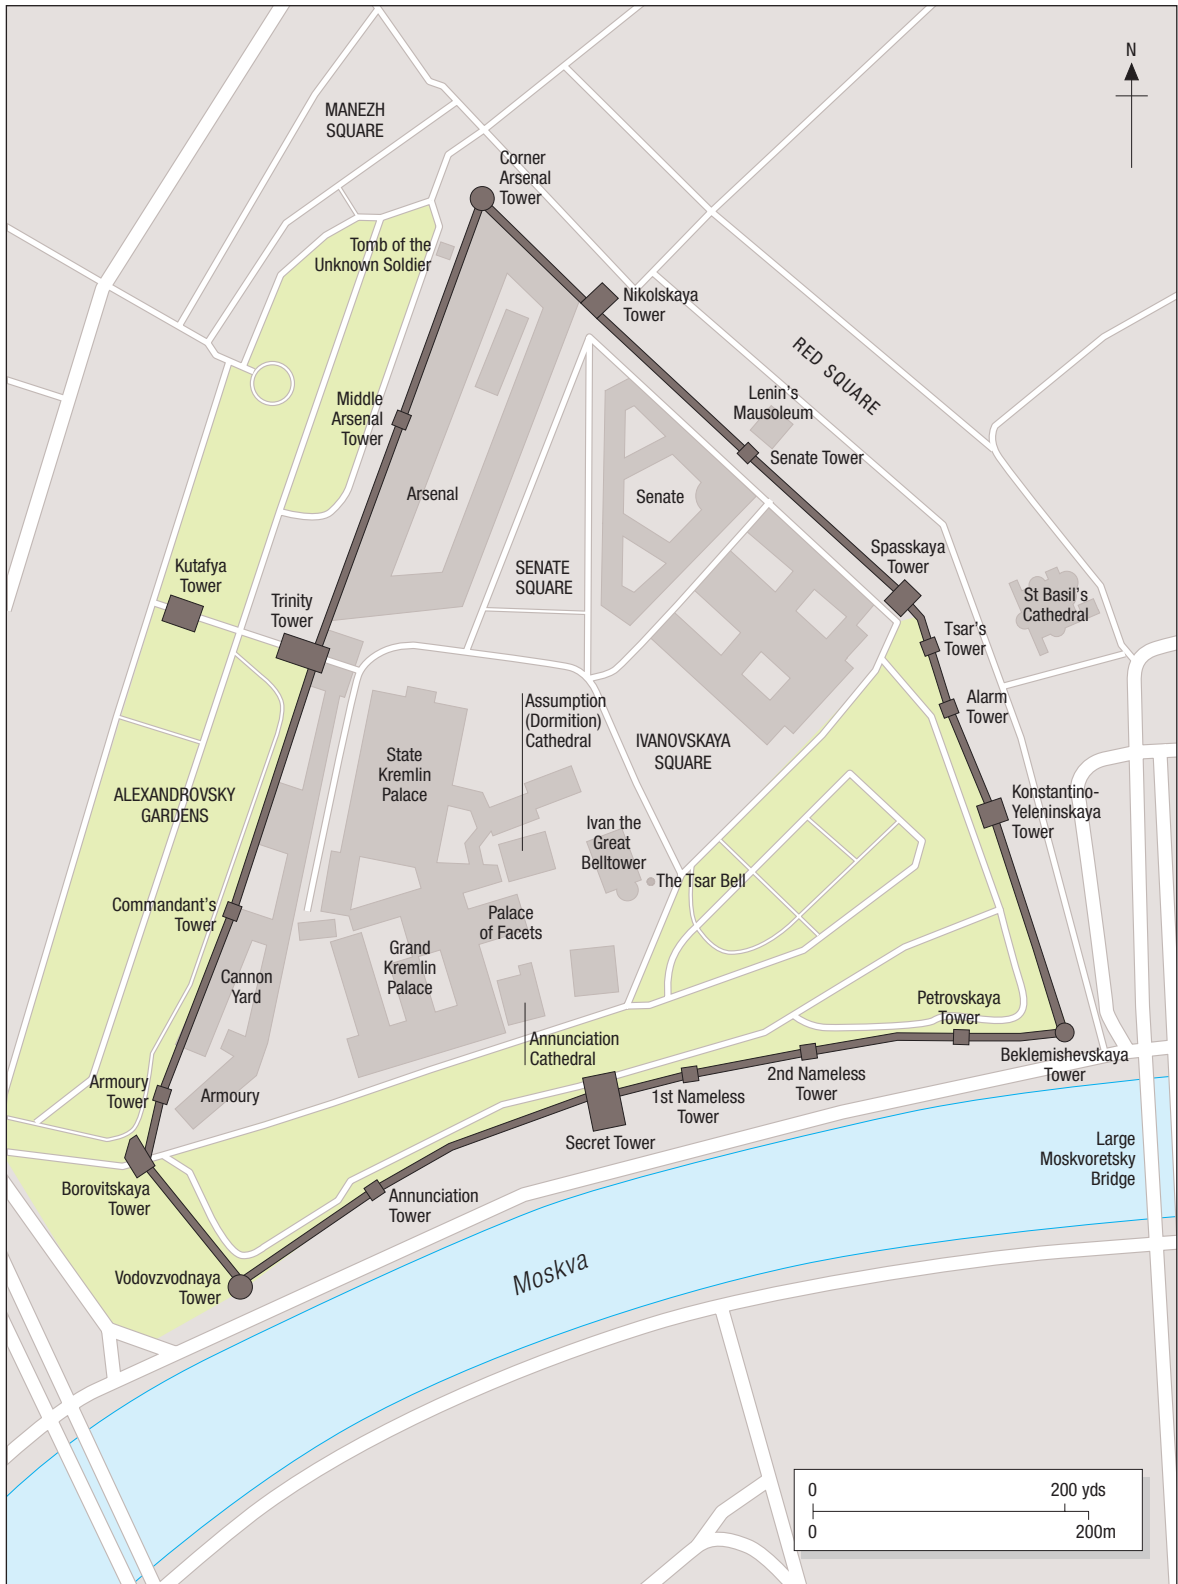 N
MANEZH
SQUARE
Corner
Arsenal
Tower
Tomb of the
Unknown Soldier
Nikolskaya
Tower
RED SQUARE
Lenin's
Mausoleum
Middle
Arsenal
Tower
Senate Tower
Arsenal
Senate
Spasskaya
Tower
Kutafya
Tower
SENATE
SQUARE
St Basil's
Cathedral
Trinity
Tower
Tsar's
Tower
Assumption
(Dormition)
Cathedral
Alarm
Tower
State
Kremlin
Palace
IVANOVSKAYA
SQUARE
ALEXANDROVSKY
GARDENS
Konstantino-
Yeleninskaya
Tower
Ivan the
Great
Belltower
The Tsar Bell
Commandant's
Tower
Palace
of Facets
Grand
Kremlin
Palace
Cannon
Yard
Petrovskaya
Tower
Annunciation
Cathedral
Beklemishevskaya
Tower
2nd Nameless
Tower
Armoury
Tower
Armoury
1st Nameless
Tower
Secret Tower
Large
Moskvoretsky
Bridge
Borovitskaya
Tower
Annunciation
Tower
Moskva
Vodovzvodnaya
Tower
0
200 yds
0
200m